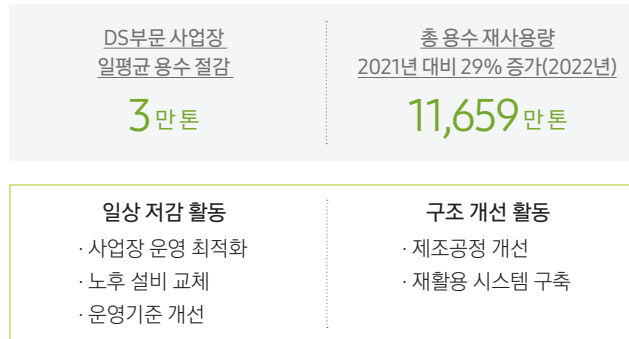 DS부문 사업장
일평균 용수 절감
3만 톤
총 용수 재사용량
2021년 대비 29% 증가(2022년)
11,659만 톤
일상 저감 활동
· 사업장 운영 최적화
· 노후 설비 교체
· 운영기준 개선
구조 개선 활동
· 제조공정 개선
· 재활용 시스템 구축